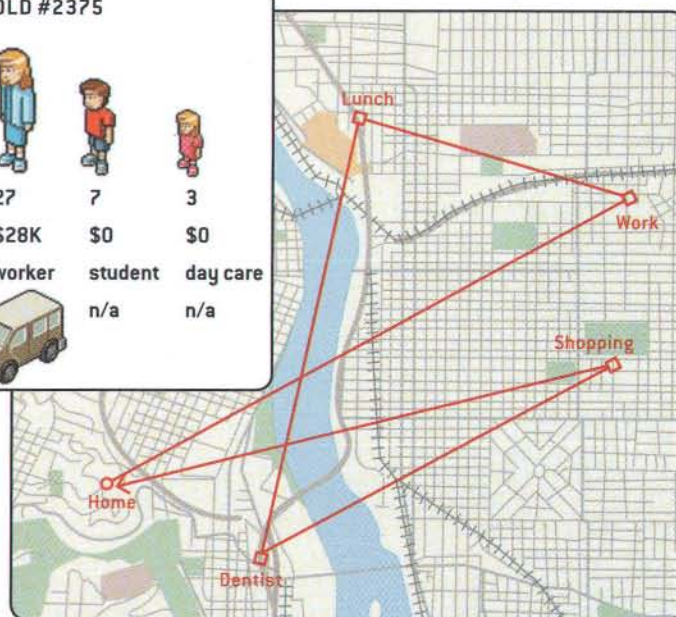 OLD #2375
27 7 3
$28K $0 $0
worker student day care
n/a n/a
Lunch
Work
Shopping
Home
Dentist